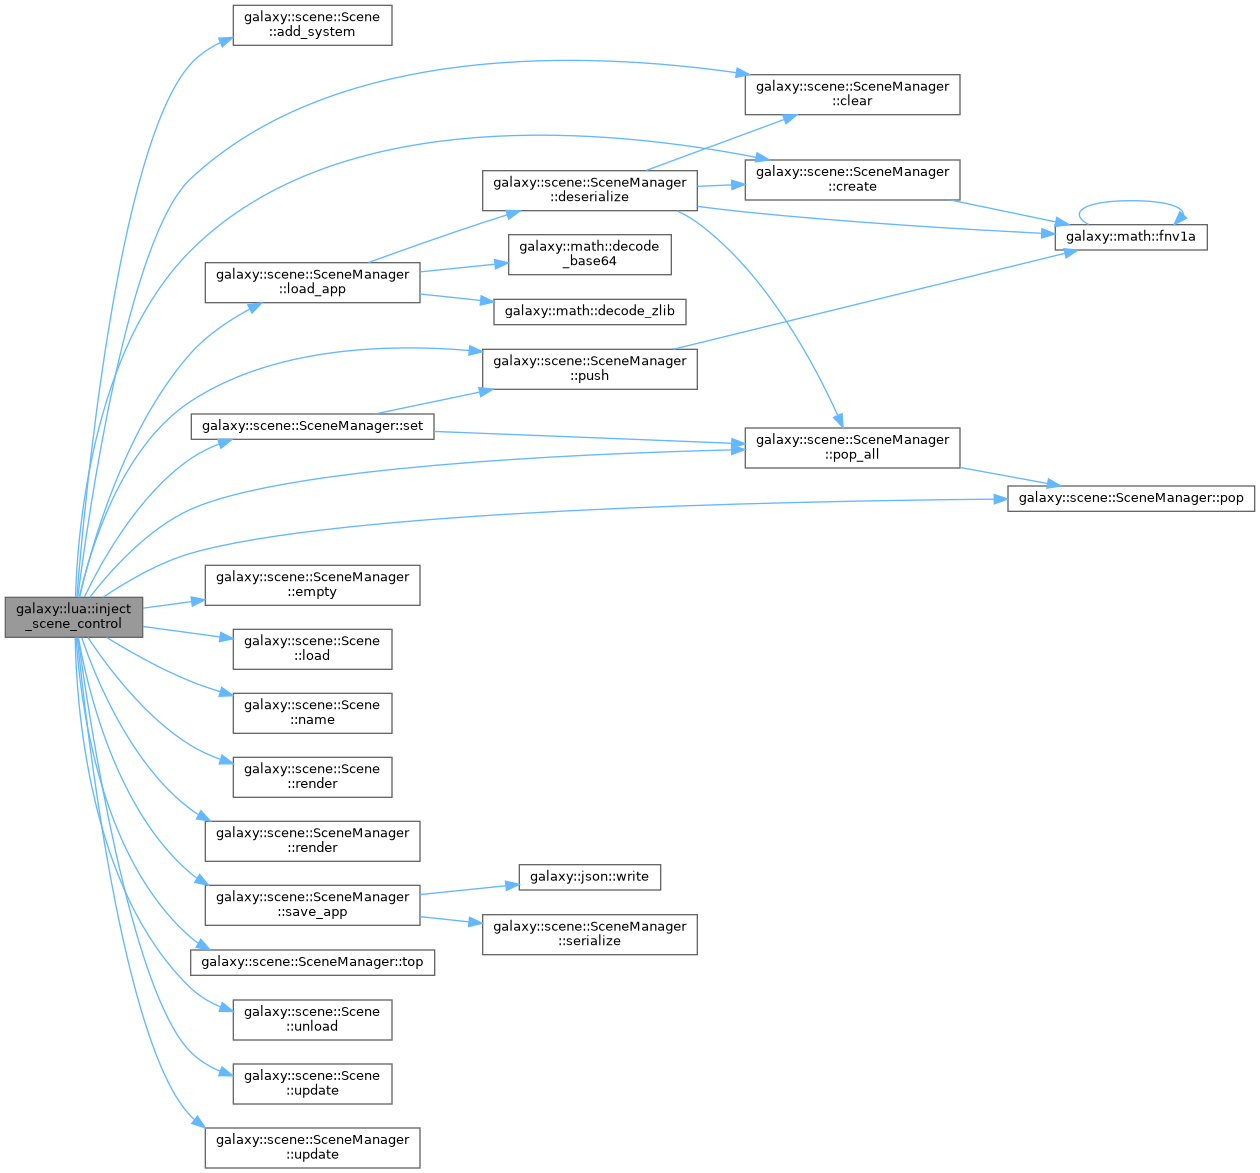 galaxy::scene::Scene
::add_system
galaxy::scene::SceneManager
::clear
galaxy::scene::SceneManager
::create
galaxy::scene::SceneManager
::deserialize
galaxy::math::fnv1a
galaxy::math::decode
_base64
galaxy::scene::SceneManager
::load_app
galaxy::math::decode_zlib
galaxy::scene::SceneManager
::push
galaxy::scene::SceneManager::set
galaxy::scene::SceneManager
::pop_all
galaxy::scene::SceneManager::pop
galaxy::scene::SceneManager
::empty
galaxy::lua::inject
_scene_control
galaxy::scene::Scene
::load
galaxy::scene::Scene
::name
galaxy::scene::Scene
::render
galaxy::scene::SceneManager
::render
galaxy::json::write
galaxy::scene::SceneManager
::save_app
galaxy::scene::SceneManager
::serialize
galaxy::scene::SceneManager::top
galaxy::scene::Scene
::unload
galaxy::scene::Scene
::update
galaxy::scene::SceneManager
::update